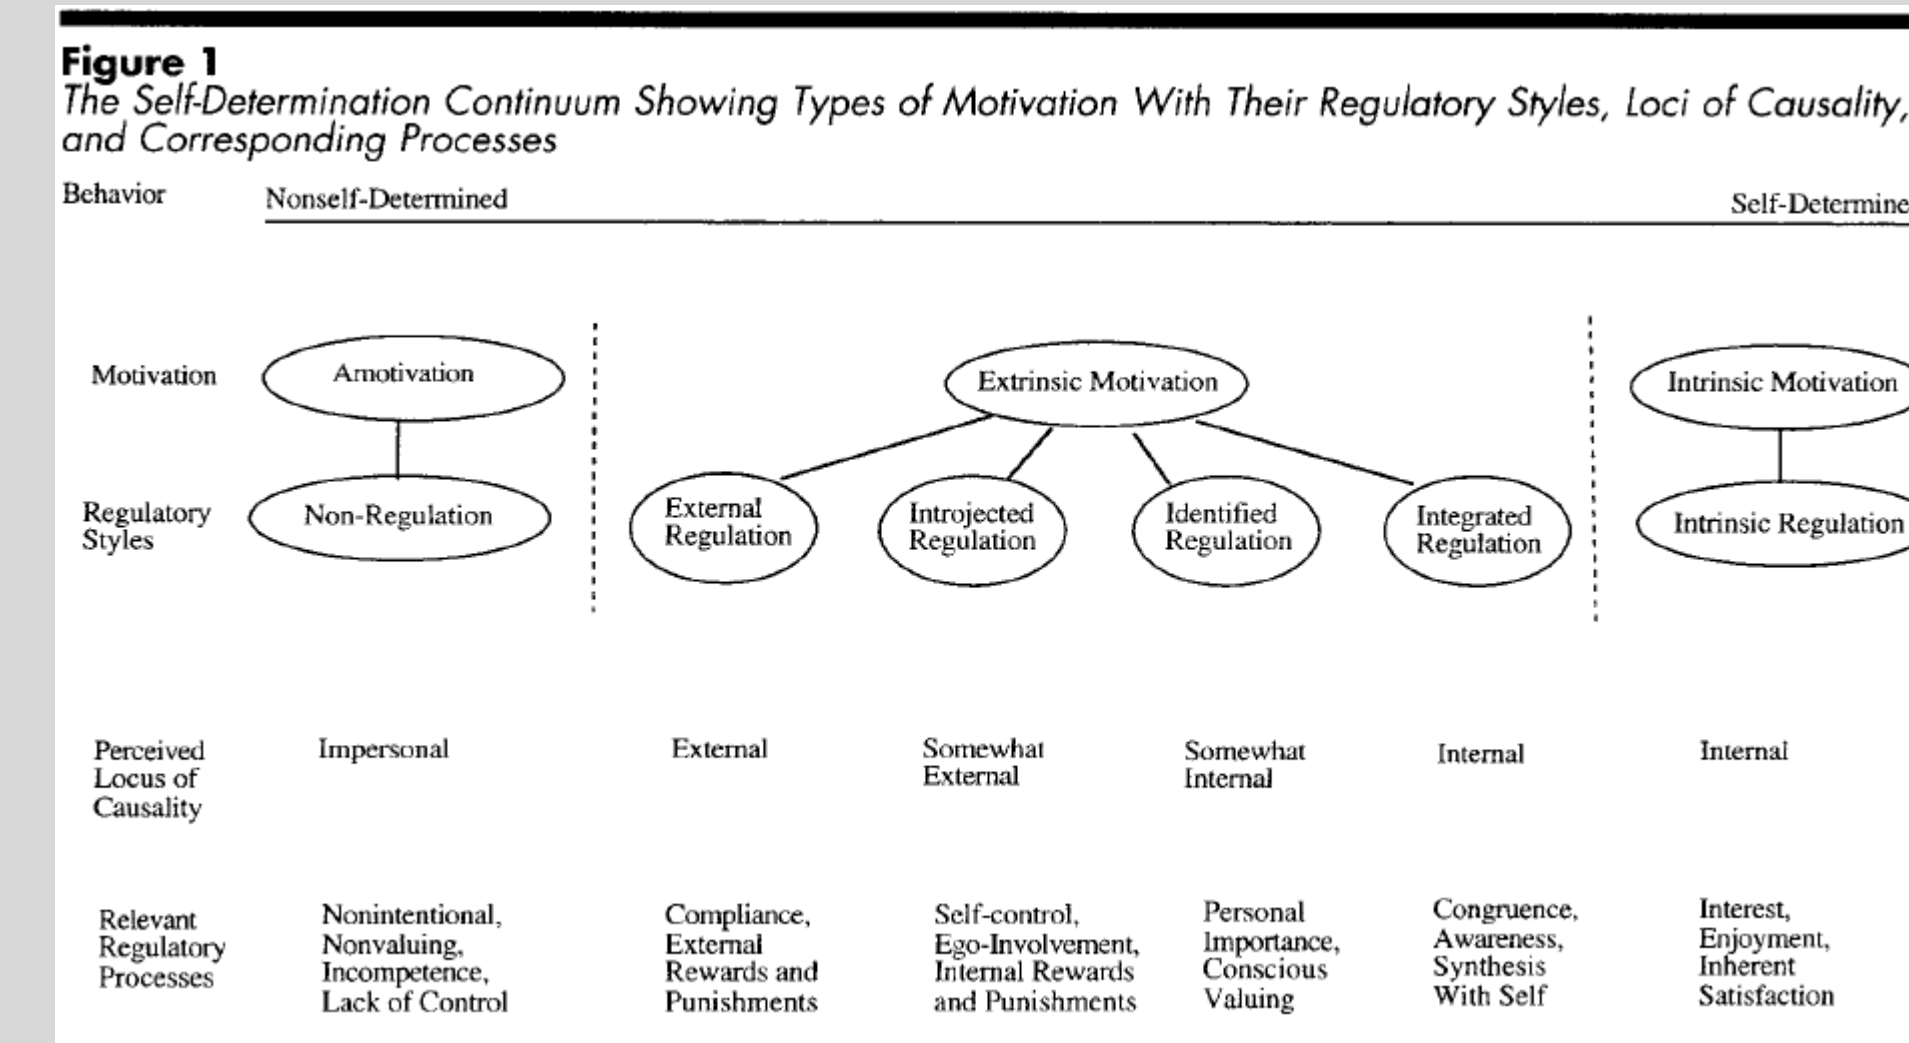 Figure 1
The Self-Determination Continuum Showing Types of Motivation With Their Regulatory Styles, Loci of Causality,
and Corresponding Processes
Behavior
Nonself-Determined
Self-Determine
Motivation
Amotivation
Extrinsic Motivation
Intrinsic Motivation
Regulatory
Styles
Non-Regulation
External
Regulation
Introjected
Regulation
Identified
Regulation
Integrated
Regulation
Intrinsic Regulation
Perceived
Locus of
Causality
Impersonal
External
Somewhat
External
Somewhat
Internal
Internal
Internal
Relevant
Regulatory
Processes
Nonintentional,
Nonvaluing,
Incompetence,
Lack of Control
Compliance,
External
Rewards and
Punishments
Self-control,
Ego-Involvement,
Internal Rewards
and Punishments
Personal
Importance,
Conscious
Valuing
Congruence,
Awareness,
Synthesis
With Self
Interest,
Enjoyment,
Inherent
Satisfaction